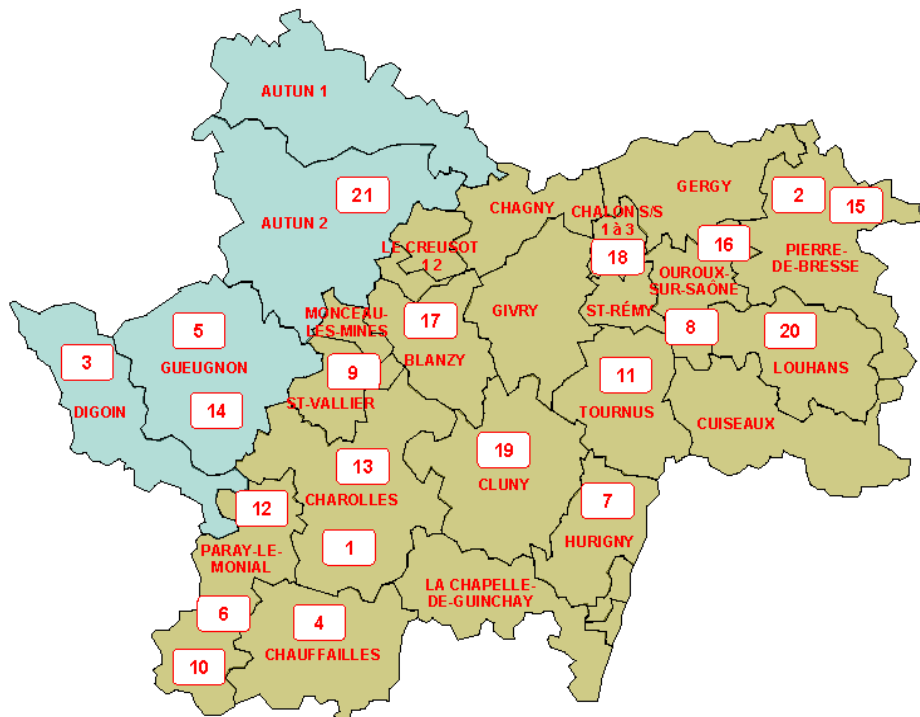 AUTUN 1
21
AUTUN 2
CHAGNY
GERGY
2
15
CHALON S/S
1 à 3
LE CREUSOT
1 2
18
16
PIERRE-
DE-BRESSE
OUROUX-
SUR-SAÔNE
MONCEAU-
LES-MINES
17
BLANZY
GIVRY
ST-RÉMY
8
20
LOUHANS
5
GUEUGNON
3
DIGOIN
14
9
ST-VALLIER
11
TOURNUS
CUISEAUX
13
CHAROLLES
19
CLUNY
7
HURIGNY
12
PARAY-LE-
MONIAL
1
LA CHAPELLE-
DE-GUINCHAY
6
4
CHAUFFAILLES
10